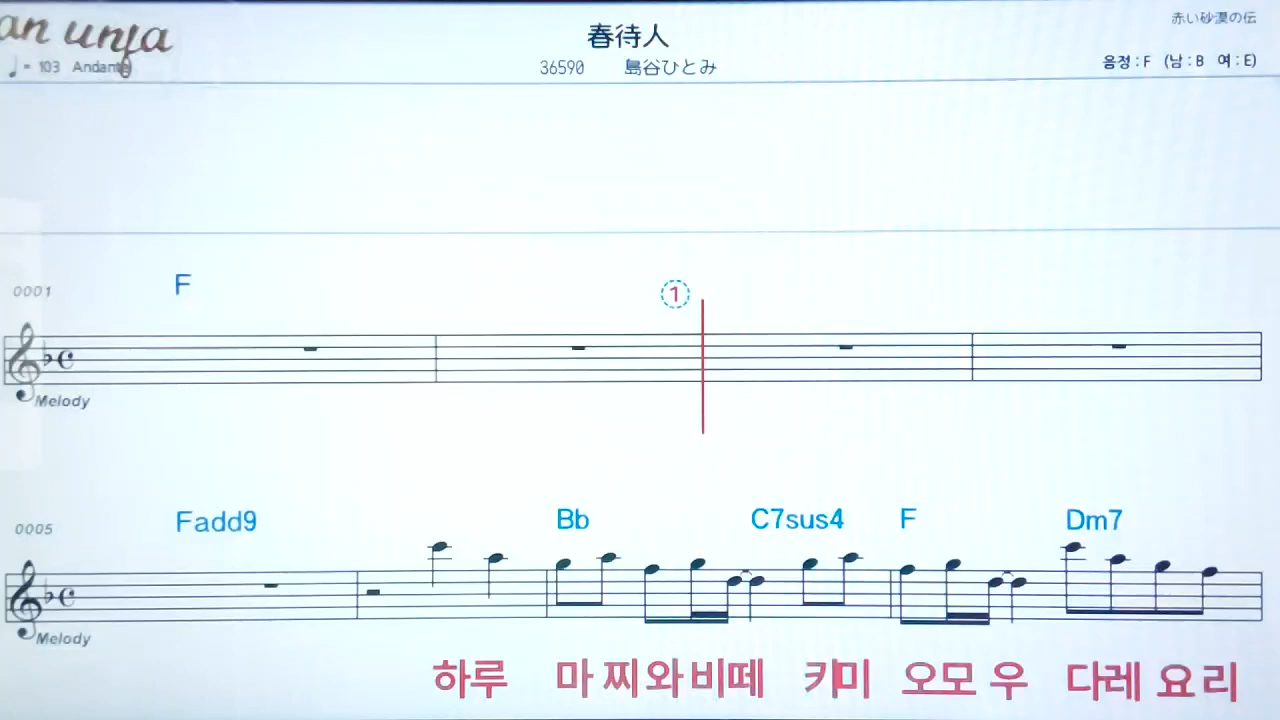 an unja
赤い砂漠の伝
春待人
♩= 103 Andante
36590 島谷ひとみ
음정 : F (남 : B 여 : E)
0001 F ①
Melody
0005 Fadd9 Bb C7sus4 F Dm7
Melody
하루 마 찌와비떼 키미 오모 우 다레 요 리